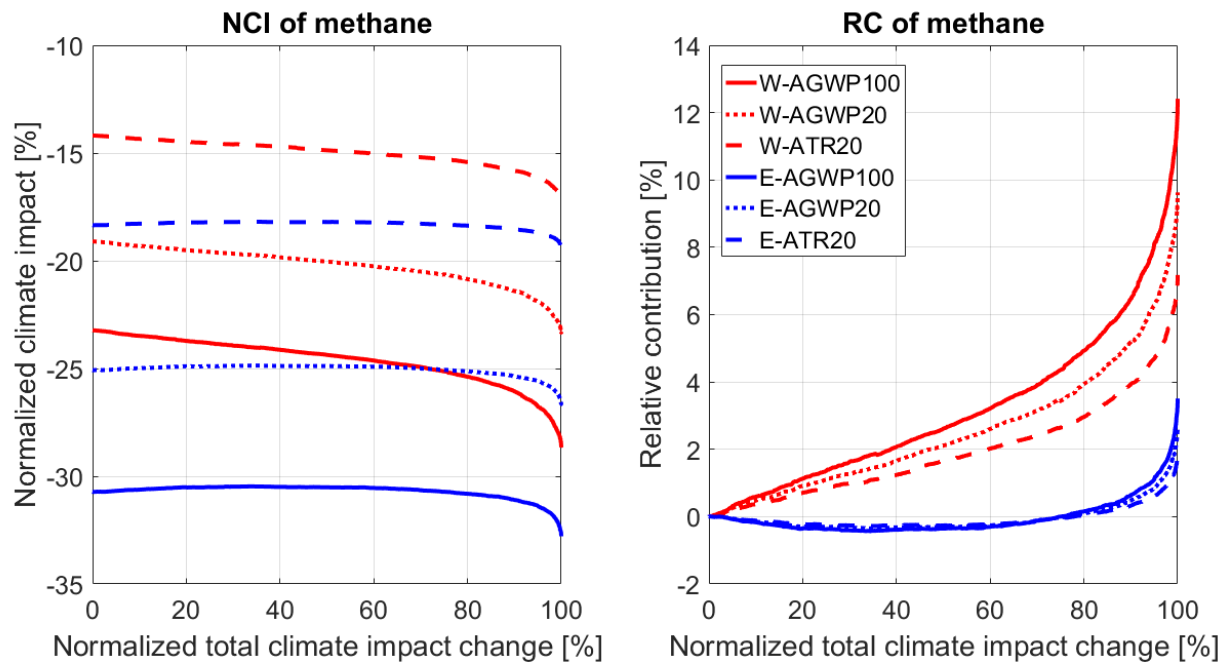 NCI of methane
Normalized climate impact [%]
-10
-15
-20
-25
-30
-35
0 20 40 60 80 100
Normalized total climate impact change [%]
RC of methane
Relative contribution [%]
14
12
10
8
6
4
2
0
-2
W-AGWP100
W-AGWP20
W-ATR20
E-AGWP100
E-AGWP20
E-ATR20
0 20 40 60 80 100
Normalized total climate impact change [%]